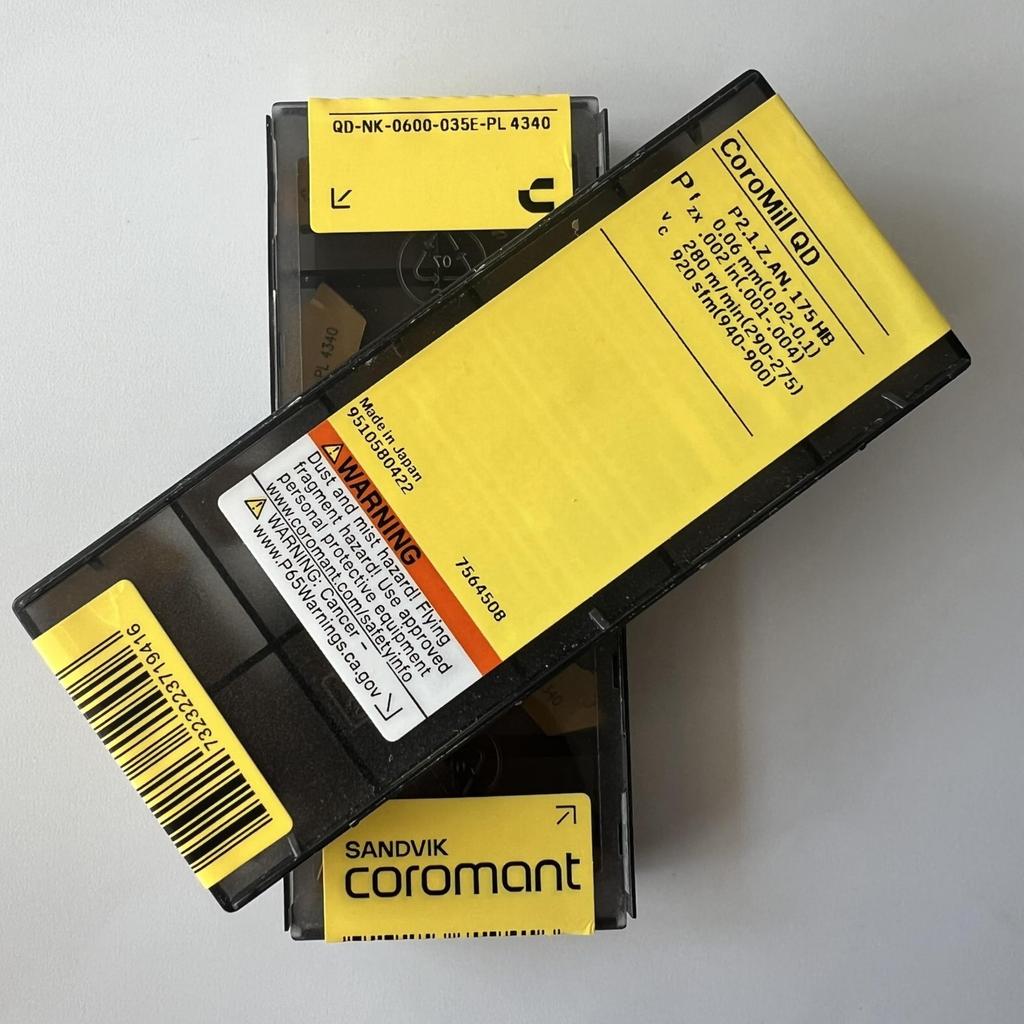 QD-NK-0600-035E-PL 4340
PL 4340
CoroMill QD
P P2.1.Z.AN, 175 HB
f zx 0.06 mm(0.02-0.1)
.002 in(.001-.004)
v c 280 m/min(290-275)
920 sfm(940-900)
Made in Japan
9510580422
7564508
WARNING
Dust and mist hazard! Flying
fragment hazard! Use approved
personal protective equipment
www.coromant.com/safetyinfo
WARNING: Cancer -
www.P65Warnings.ca.gov
7323223719416
SANDVIK
coromant